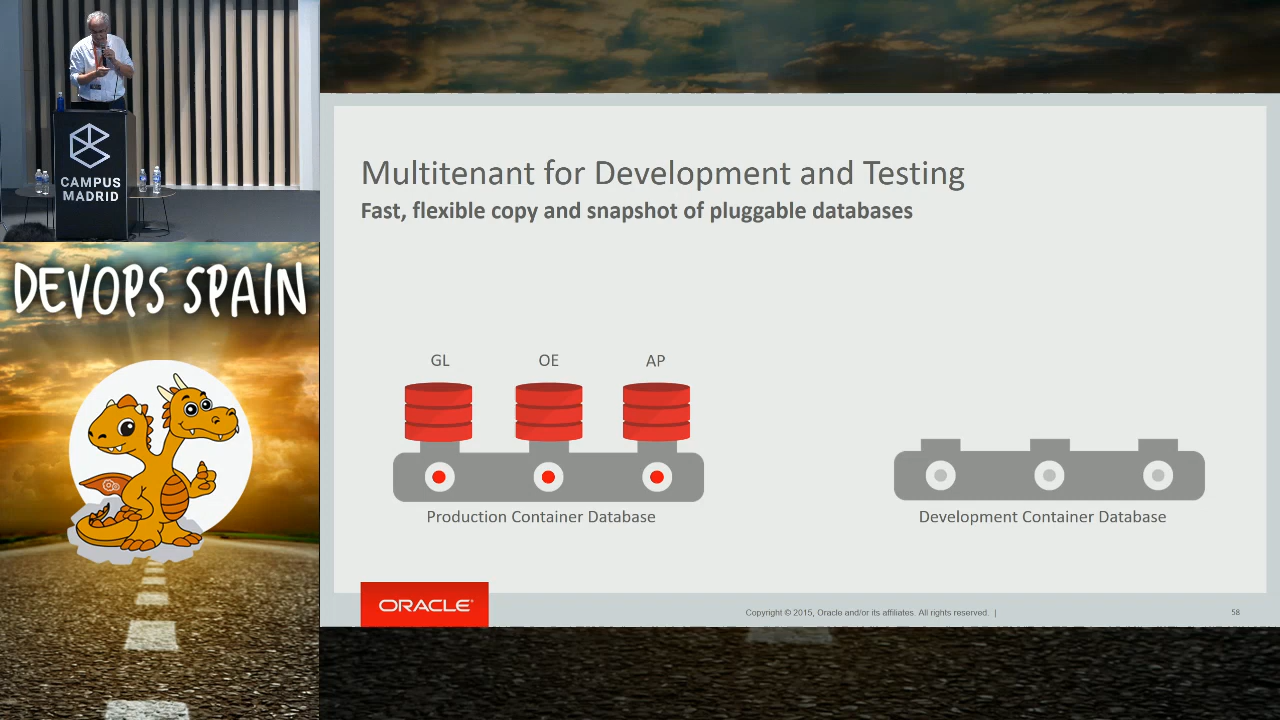 CAMPUS
MADRID
DEVOPS SPAIN
Multitenant for Development and Testing
Fast, flexible copy and snapshot of pluggable databases
GL
OE
AP
Production Container Database
Development Container Database
ORACLE®
Copyright © 2015, Oracle and/or its affiliates. All rights reserved. |
58